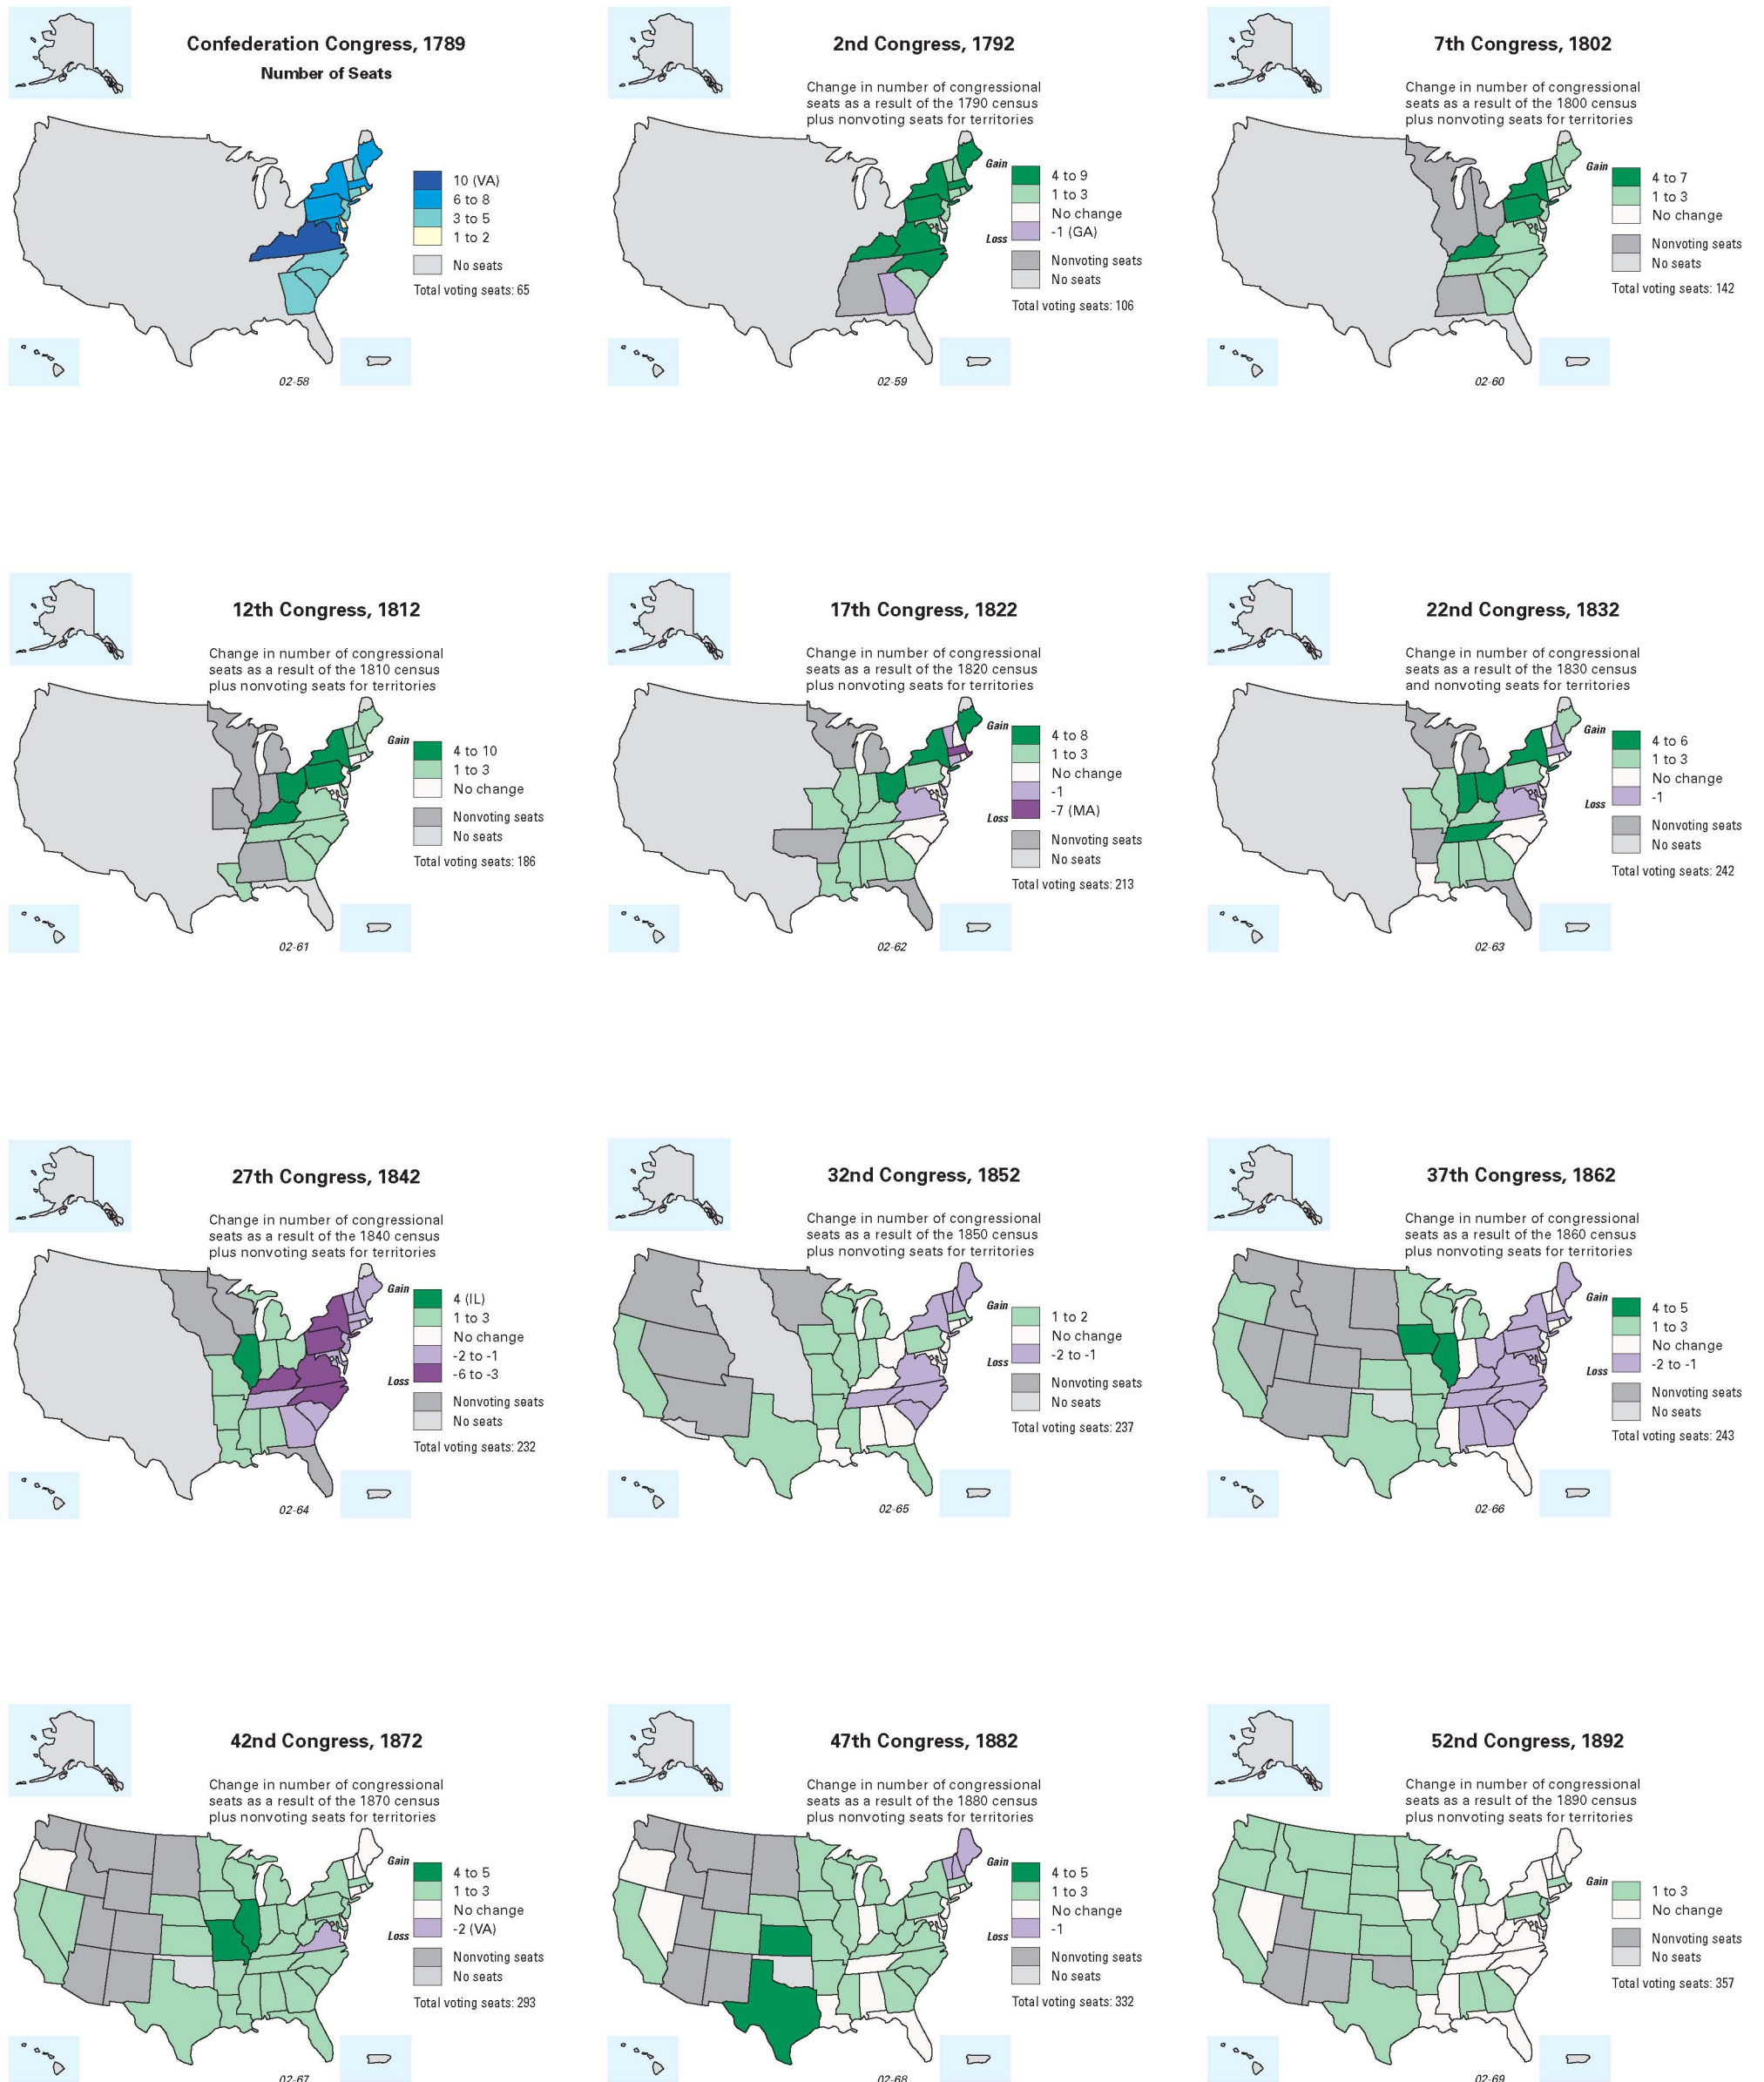 Confederation Congress, 1789
Number of Seats
10 (VA)
6 to 8
3 to 5
1 to 2
No seats
Total voting seats: 65
02-58
2nd Congress, 1792
Change in number of congressional
seats as a result of the 1790 census
plus nonvoting seats for territories
Gain
4 to 9
1 to 3
No change
-1 (GA)
Loss
Nonvoting seats
No seats
Total voting seats: 106
02-59
7th Congress, 1802
Change in number of congressional
seats as a result of the 1800 census
plus nonvoting seats for territories
Gain
4 to 7
1 to 3
No change
Nonvoting seats
No seats
Total voting seats: 142
02-60
12th Congress, 1812
Change in number of congressional
seats as a result of the 1810 census
plus nonvoting seats for territories
Gain
4 to 10
1 to 3
No change
Nonvoting seats
No seats
Total voting seats: 186
02-61
17th Congress, 1822
Change in number of congressional
seats as a result of the 1820 census
plus nonvoting seats for territories
Gain
4 to 8
1 to 3
No change
-1
-7 (MA)
Loss
Nonvoting seats
No seats
Total voting seats: 213
02-62
22nd Congress, 1832
Change in number of congressional
seats as a result of the 1830 census
and nonvoting seats for territories
Gain
4 to 6
1 to 3
No change
-1
Loss
Nonvoting seats
No seats
Total voting seats: 242
02-63
27th Congress, 1842
Change in number of congressional
seats as a result of the 1840 census
plus nonvoting seats for territories
Gain
4 (IL)
1 to 3
No change
-2 to -1
-6 to -3
Loss
Nonvoting seats
No seats
Total voting seats: 232
02-64
32nd Congress, 1852
Change in number of congressional
seats as a result of the 1850 census
plus nonvoting seats for territories
Gain
1 to 2
No change
-2 to -1
Loss
Nonvoting seats
No seats
Total voting seats: 237
02-65
37th Congress, 1862
Change in number of congressional
seats as a result of the 1860 census
plus nonvoting seats for territories
Gain
4 to 5
1 to 3
No change
-2 to -1
Loss
Nonvoting seats
No seats
Total voting seats: 243
02-66
42nd Congress, 1872
Change in number of congressional
seats as a result of the 1870 census
plus nonvoting seats for territories
Gain
4 to 5
1 to 3
No change
-2 (VA)
Loss
Nonvoting seats
No seats
Total voting seats: 293
02-67
47th Congress, 1882
Change in number of congressional
seats as a result of the 1880 census
plus nonvoting seats for territories
Gain
4 to 5
1 to 3
No change
-1
Loss
Nonvoting seats
No seats
Total voting seats: 332
02-68
52nd Congress, 1892
Change in number of congressional
seats as a result of the 1890 census
plus nonvoting seats for territories
Gain
1 to 3
No change
Nonvoting seats
No seats
Total voting seats: 357
02-69